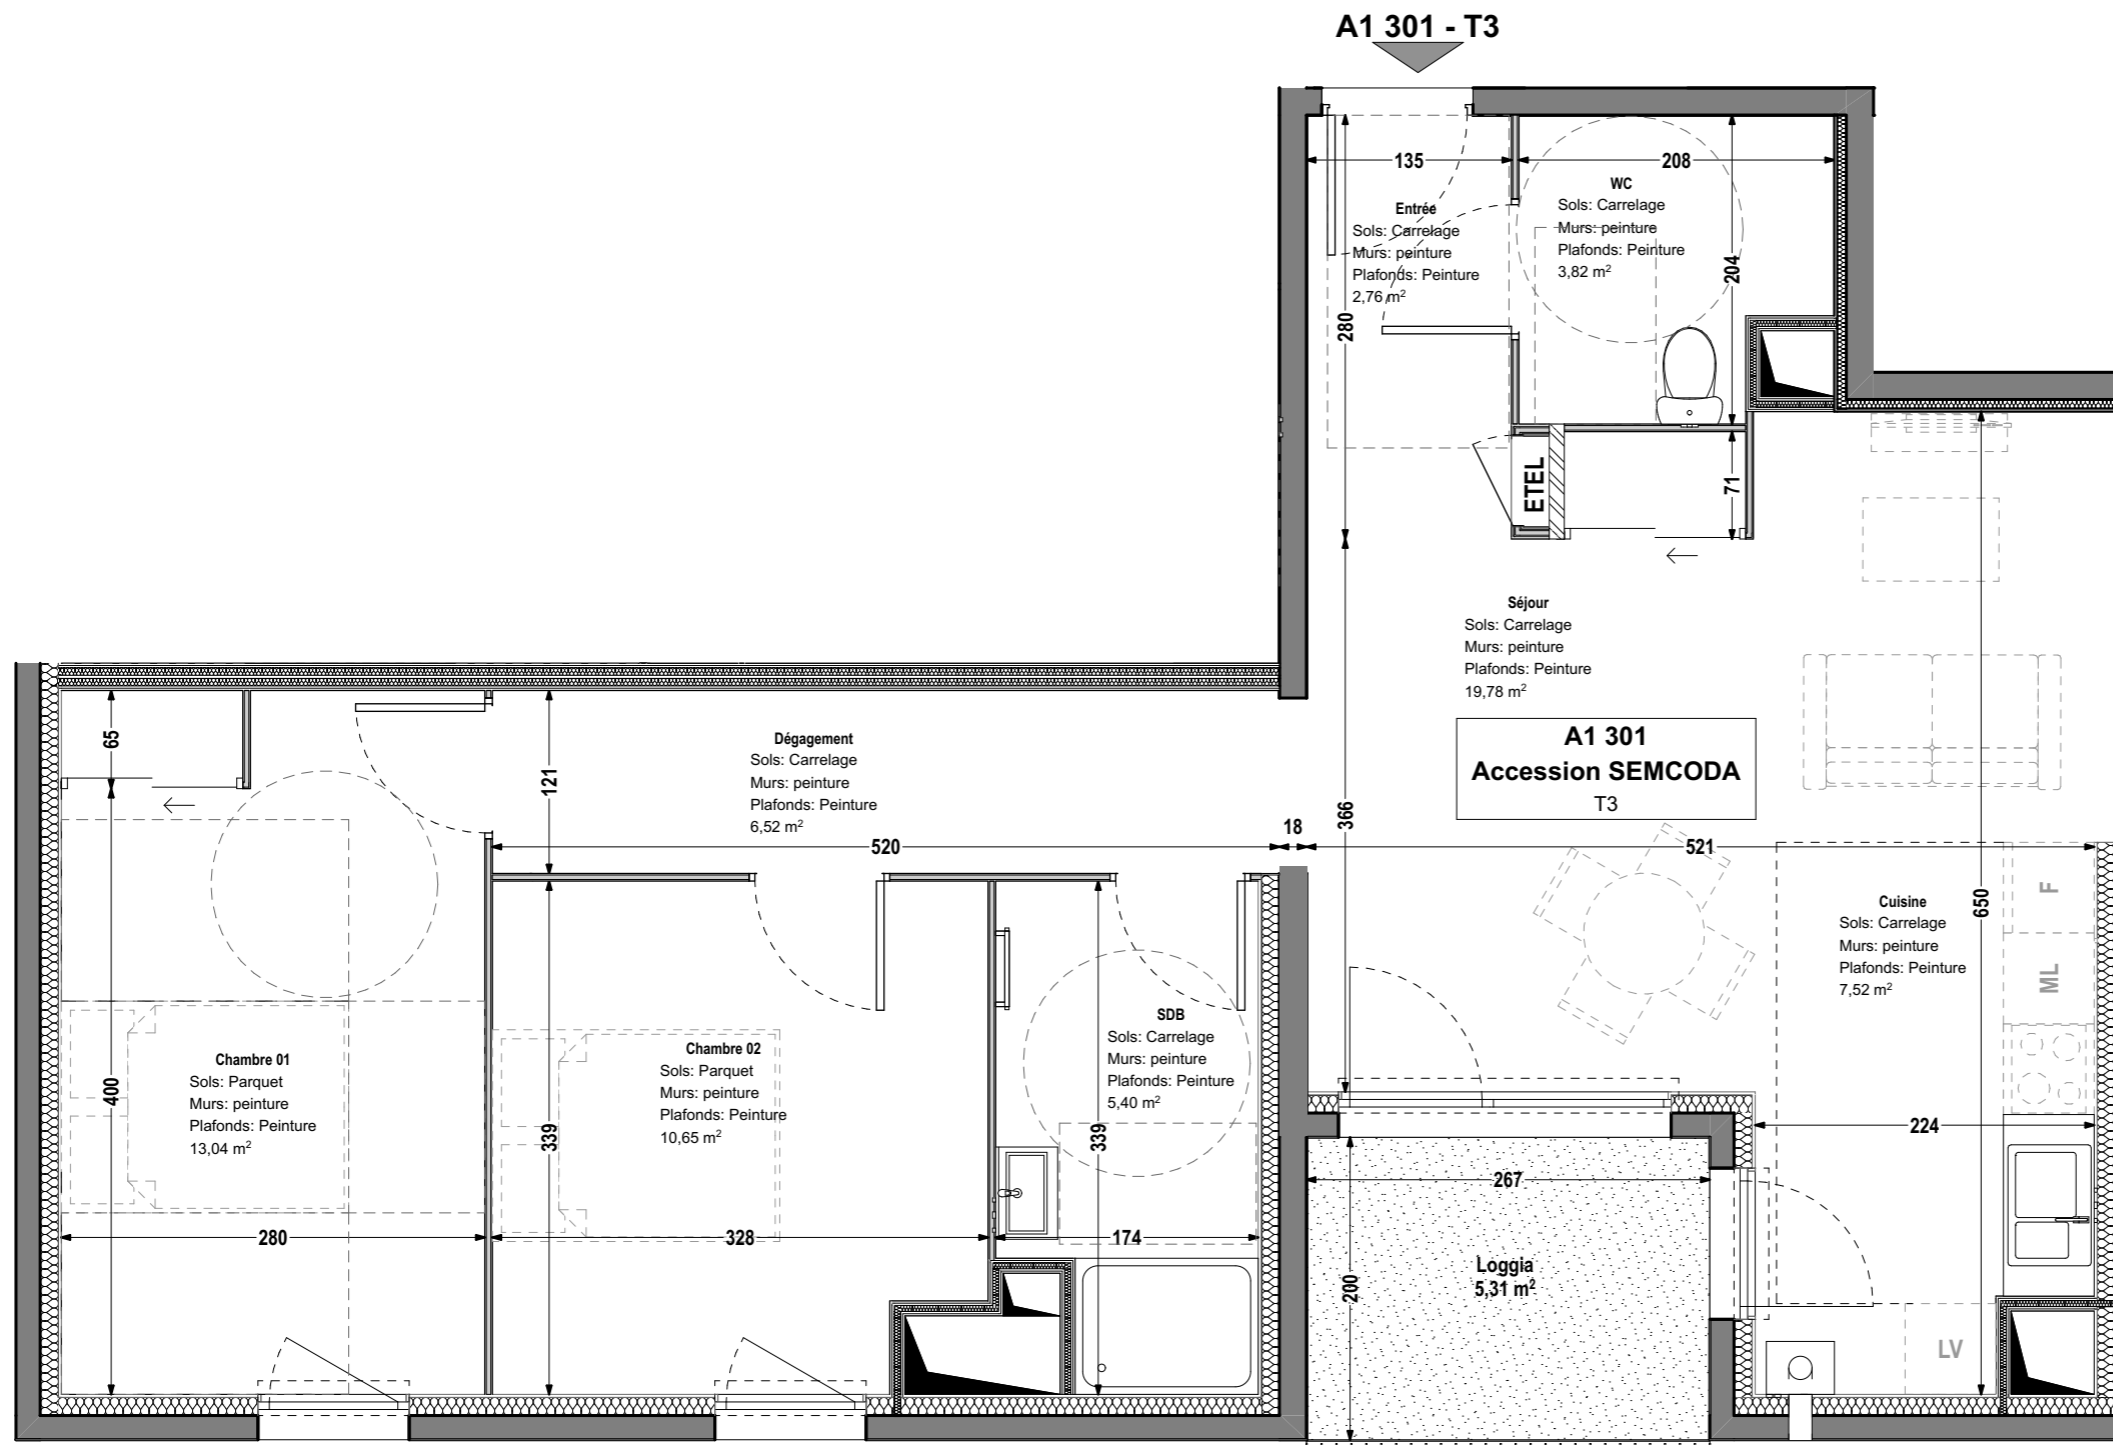 A1 301 - T3
135
208
Entrée
Sols: Carrelage
Murs: peinture
Plafonds: Peinture
2,76 m²
WC
Sols: Carrelage
Murs: peinture
Plafonds: Peinture
3,82 m²
204
280
ETEL
71
Séjour
Sols: Carrelage
Murs: peinture
Plafonds: Peinture
19,78 m²
A1 301
Accession SEMCODA
T3
65
121
Dégagement
Sols: Carrelage
Murs: peinture
Plafonds: Peinture
6,52 m²
520
18
366
521
650
Cuisine
Sols: Carrelage
Murs: peinture
Plafonds: Peinture
7,52 m²
F
ML
Chambre 01
Sols: Parquet
Murs: peinture
Plafonds: Peinture
13,04 m²
400
280
Chambre 02
Sols: Parquet
Murs: peinture
Plafonds: Peinture
10,65 m²
339
328
SDB
Sols: Carrelage
Murs: peinture
Plafonds: Peinture
5,40 m²
339
174
224
267
200
Loggia
5,31 m²
LV